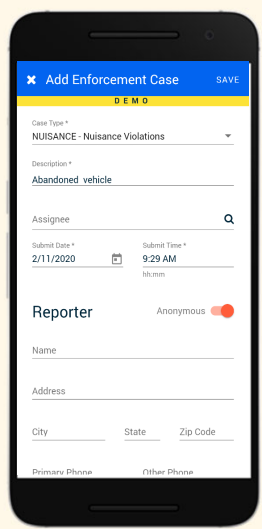 ✖ Add Enforcement Case SAVE
DEMO
Case Type *
NUISANCE - Nuisance Violations
Description *
Abandoned vehicle
Assignee
Submit Date * Submit Time *
2/11/2020 9:29 AM
hh:mm
Reporter Anonymous
Name
Address
City State Zip Code
Primary Phone Other Phone